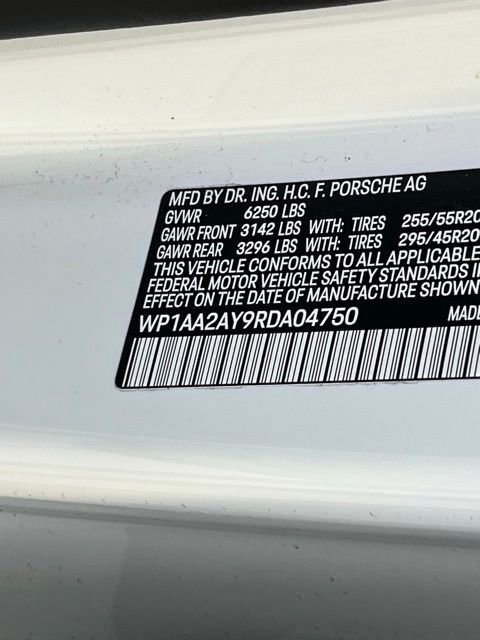 MFD BY DR. ING. H.C. F. PORSCHE AG
GVWR 6250 LBS
GAWR FRONT 3142 LBS WITH: TIRES 255/55R20
GAWR REAR 3296 LBS WITH: TIRES 295/45R20
THIS VEHICLE CONFORMS TO ALL APPLICABLE
FEDERAL MOTOR VEHICLE SAFETY STANDARDS I
EFFECT ON THE DATE OF MANUFACTURE SHOWN
WP1AA2AY9RDA04750 MADE